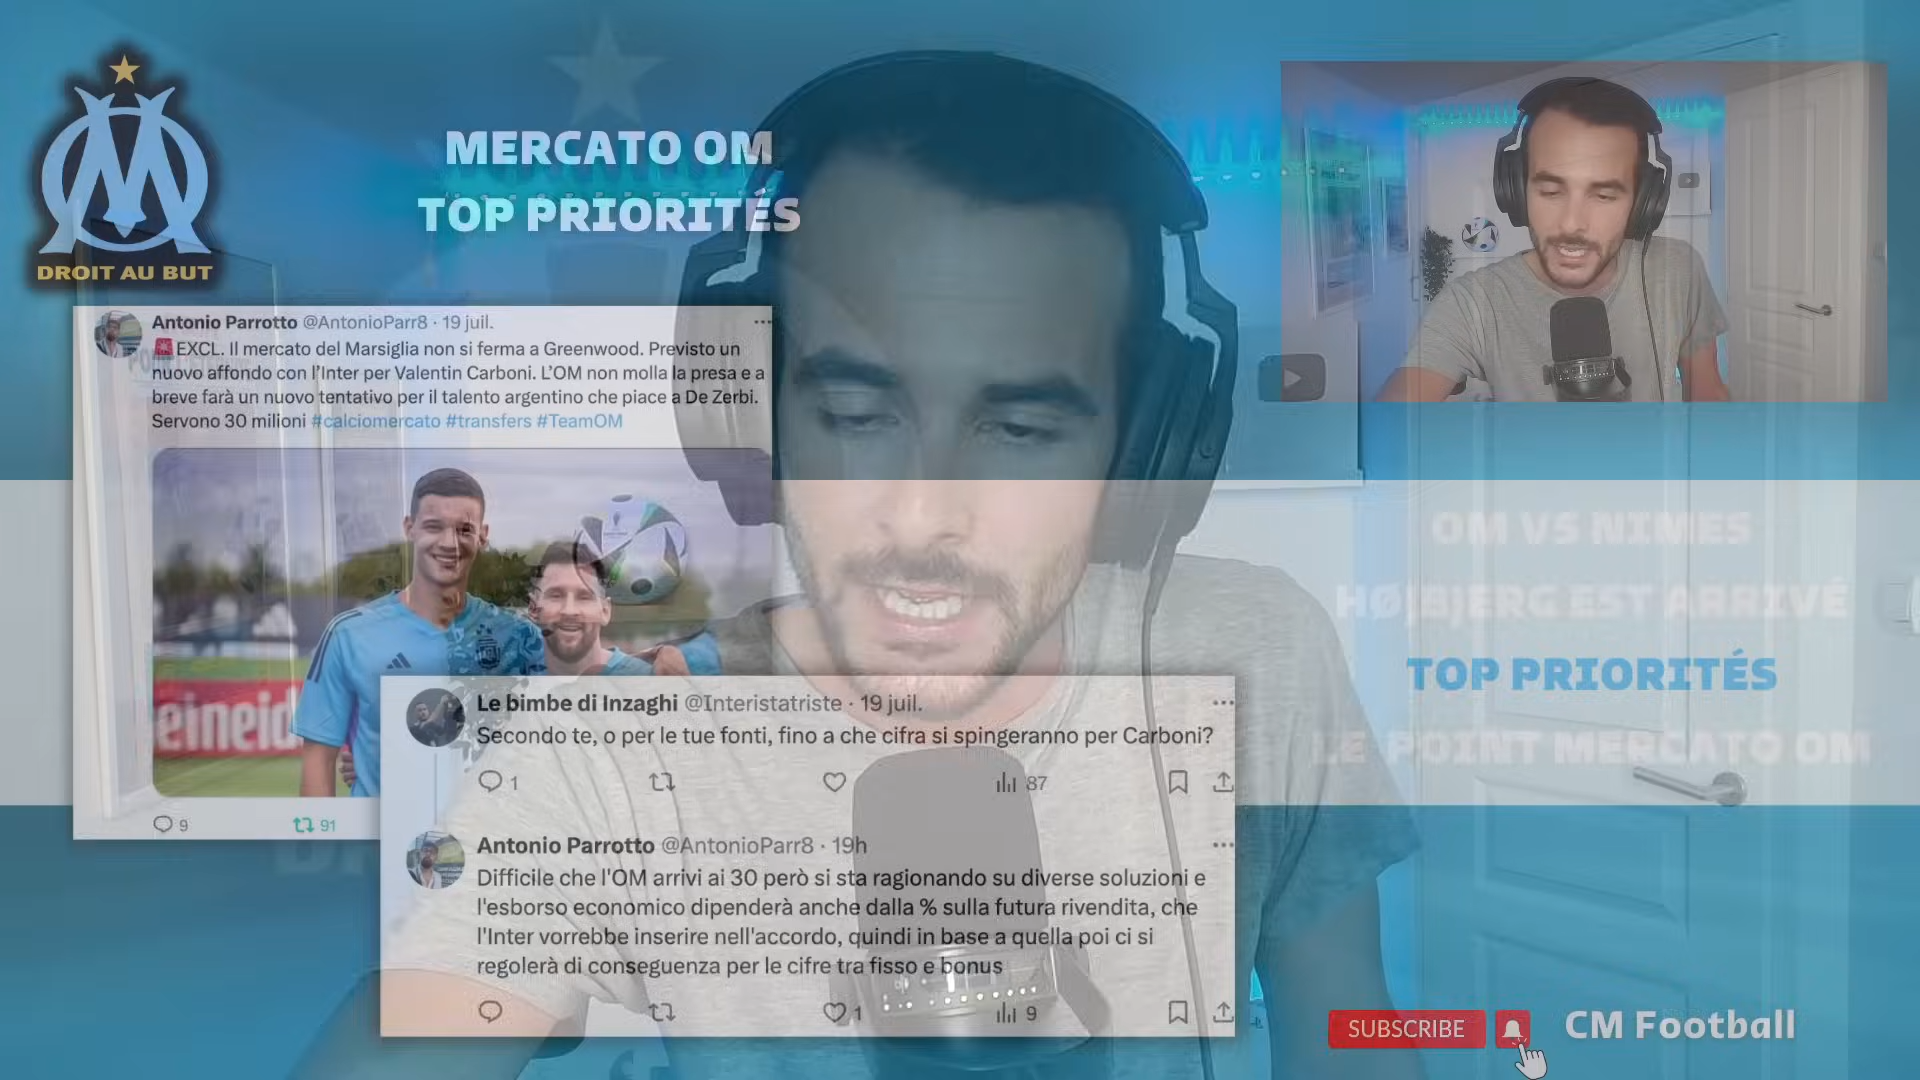 DROIT AU BUT
MERCATO OM
TOP PRIORITÉS
Antonio Parrotto @AntonioParr8 · 19 juil.
EXCL. Il mercato del Marsiglia non si ferma a Greenwood. Previsto un
nuovo affondo con l'Inter per Valentin Carboni. L'OM non molla la presa e a
breve farà un nuovo tentativo per il talento argentino che piace a De Zerbi.
Servono 30 milioni #calciomercato #transfers #TeamOM
9
91
Le bimbe di Inzaghi @Interistatriste · 19 juil.
Secondo te, o per le tue fonti, fino a che cifra si spingeranno per Carboni?
1
87
Antonio Parrotto @AntonioParr8 · 19h
Difficile che l'OM arrivi ai 30 però si sta ragionando su diverse soluzioni e
l'esborso economico dipenderà anche dalla % sulla futura rivendita, che
l'Inter vorrebbe inserire nell'accordo, quindi in base a quella poi ci si
regolerà di conseguenza per le cifre tra fisso e bonus
1
9
OM VS NIMES
HØJBJERG EST ARRIVÉ
TOP PRIORITÉS
LE POINT MERCATO OM
SUBSCRIBE
CM Football